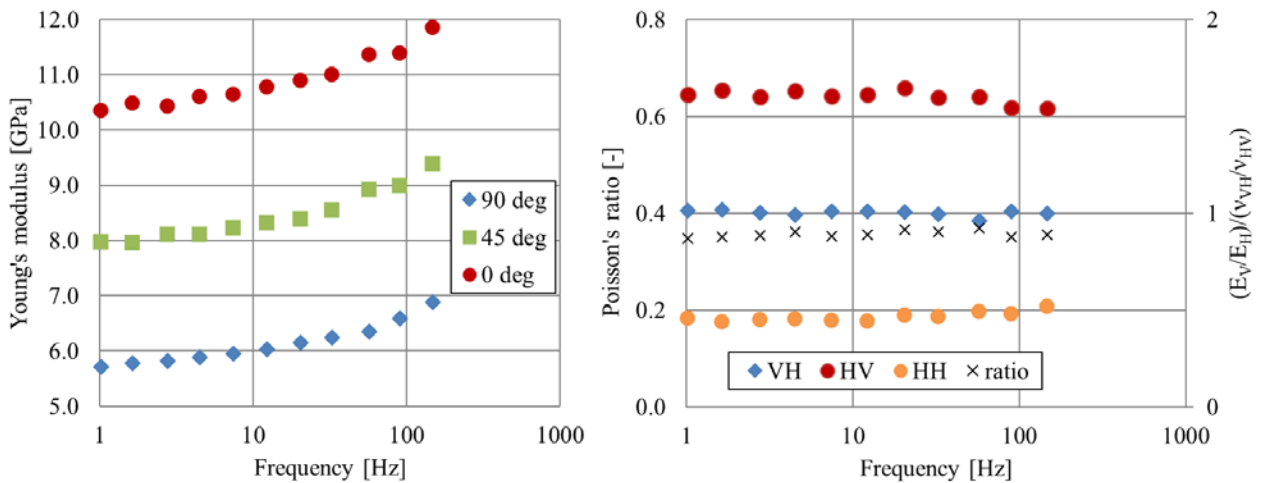 12.0
11.0
10.0
9.0
8.0
7.0
6.0
5.0
Young's modulus [GPa]
90 deg
45 deg
0 deg
1
10
100
1000
Frequency [Hz]
0.8
0.6
0.4
0.2
0.0
Poisson's ratio [-]
VH
HV
HH
ratio
1
10
100
1000
Frequency [Hz]
2
1
0
(E_V/E_H)/(ν_VH/ν_HV)